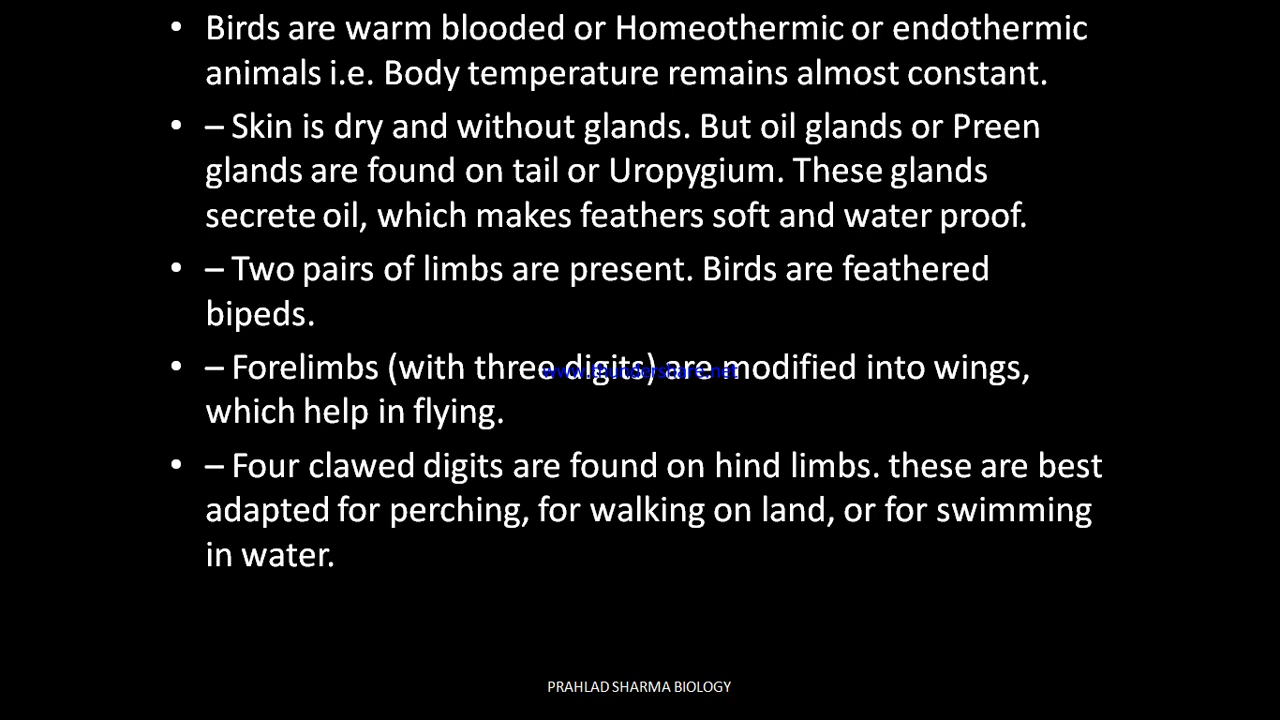 • Birds are warm blooded or Homeothermic or endothermic
animals i.e. Body temperature remains almost constant.
• – Skin is dry and without glands. But oil glands or Preen
glands are found on tail or Uropygium. These glands
secrete oil, which makes feathers soft and water proof.
• – Two pairs of limbs are present. Birds are feathered
bipeds.
• – Forelimbs (with three digits) are modified into wings,
www.thundershare.net
which help in flying.
• – Four clawed digits are found on hind limbs. these are best
adapted for perching, for walking on land, or for swimming
in water.
PRAHLAD SHARMA BIOLOGY